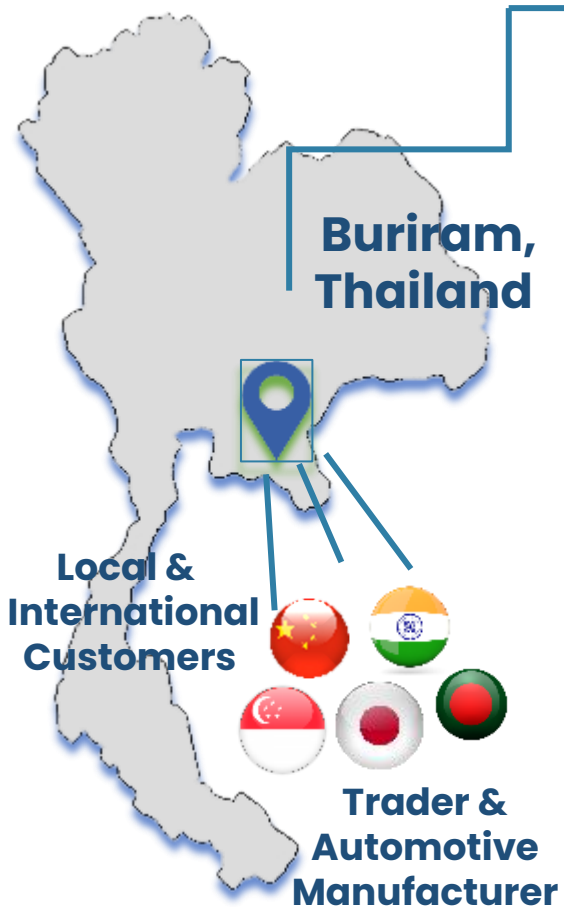 Buriram,
Thailand
Local &
International
Customers
Trader &
Automotive
Manufacturer